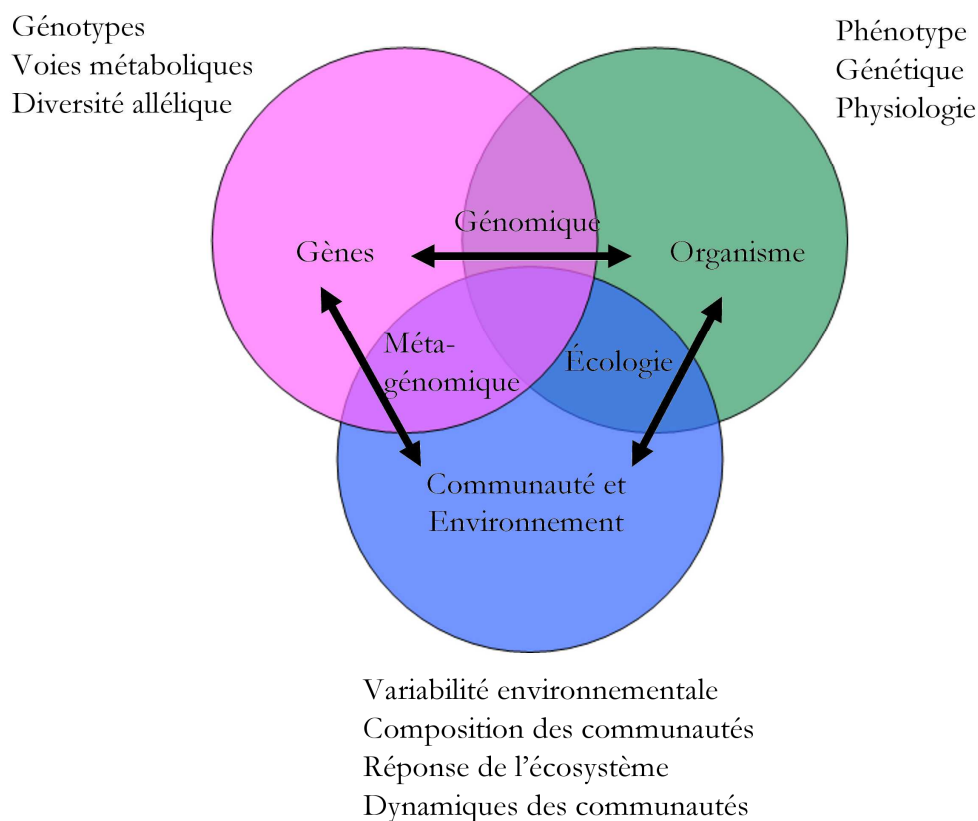 Génotypes
Voies métaboliques
Diversité allélique
Phénotype
Génétique
Physiologie
Génomique
Gènes
Organisme
Méta-
génomique
Écologie
Communauté et
Environnement
Variabilité environnementale
Composition des communautés
Réponse de l’écosystème
Dynamiques des communautés